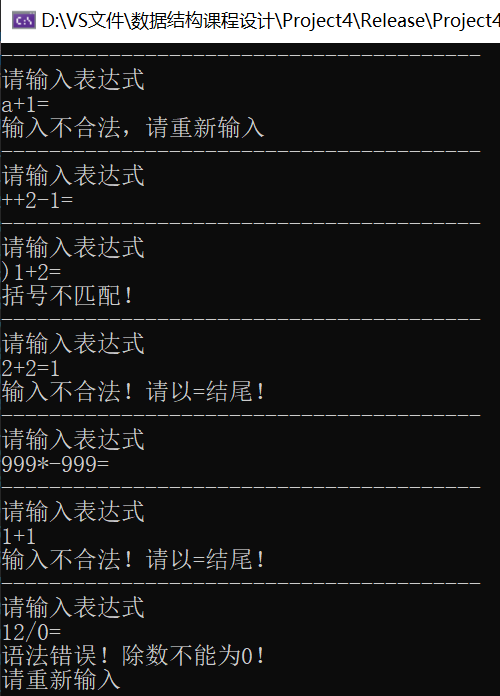 D:\VS文件\数据结构课程设计\Project4\Release\Project4
----------------------------------------
请输入表达式
a+1=
输入不合法，请重新输入
----------------------------------------
请输入表达式
++2-1=
----------------------------------------
请输入表达式
)1+2=
括号不匹配！
----------------------------------------
请输入表达式
2+2=1
输入不合法！请以=结尾！
----------------------------------------
请输入表达式
999*-999=
----------------------------------------
请输入表达式
1+1
输入不合法！请以=结尾！
----------------------------------------
请输入表达式
12/0=
语法错误！除数不能为0！
请重新输入